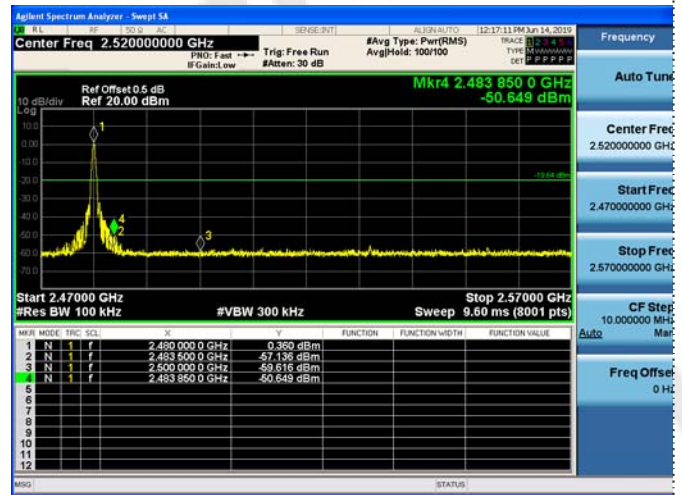 Agilent Spectrum Analyzer - Swept SA
RL RF 50 Ω AC SENSE:INT ALIGNAUTO 12:17:11 PM Jun 14, 2019
Center Freq 2.520000000 GHz
PNO: Fast
IFGain:Low
Trig: Free Run
#Atten: 30 dB
#Avg Type: Pwr(RMS)
Avg|Hold: 100/100
TRACE 1 2 3 4 5 6
TYPE
DET P P P P P P
Ref Offset 0.5 dB
Ref 20.00 dBm
10 dB/div
Log
Mkr4 2.483 850 0 GHz
-50.649 dBm
10.0
0.00
-10.0
-20.0
-30.0
-40.0
-50.0
-60.0
-70.0
-19.64 dBm
1
4
2
3
Start 2.47000 GHz
Stop 2.57000 GHz
#Res BW 100 kHz
#VBW 300 kHz
Sweep 9.60 ms (8001 pts)
MKR MODE TRC SCL X Y FUNCTION FUNCTION WIDTH FUNCTION VALUE
1 N 1 f 2.480 000 0 GHz 0.360 dBm
2 N 1 f 2.483 500 0 GHz -57.136 dBm
3 N 1 f 2.500 000 0 GHz -59.616 dBm
4 N 1 f 2.483 850 0 GHz -50.649 dBm
5
6
7
8
9
10
11
12
MSG
STATUS
Frequency
Auto Tune
Center Freq
2.520000000 GHz
Start Freq
2.470000000 GHz
Stop Freq
2.570000000 GHz
CF Step
10.000000 MHz
Auto Man
Freq Offset
0 Hz